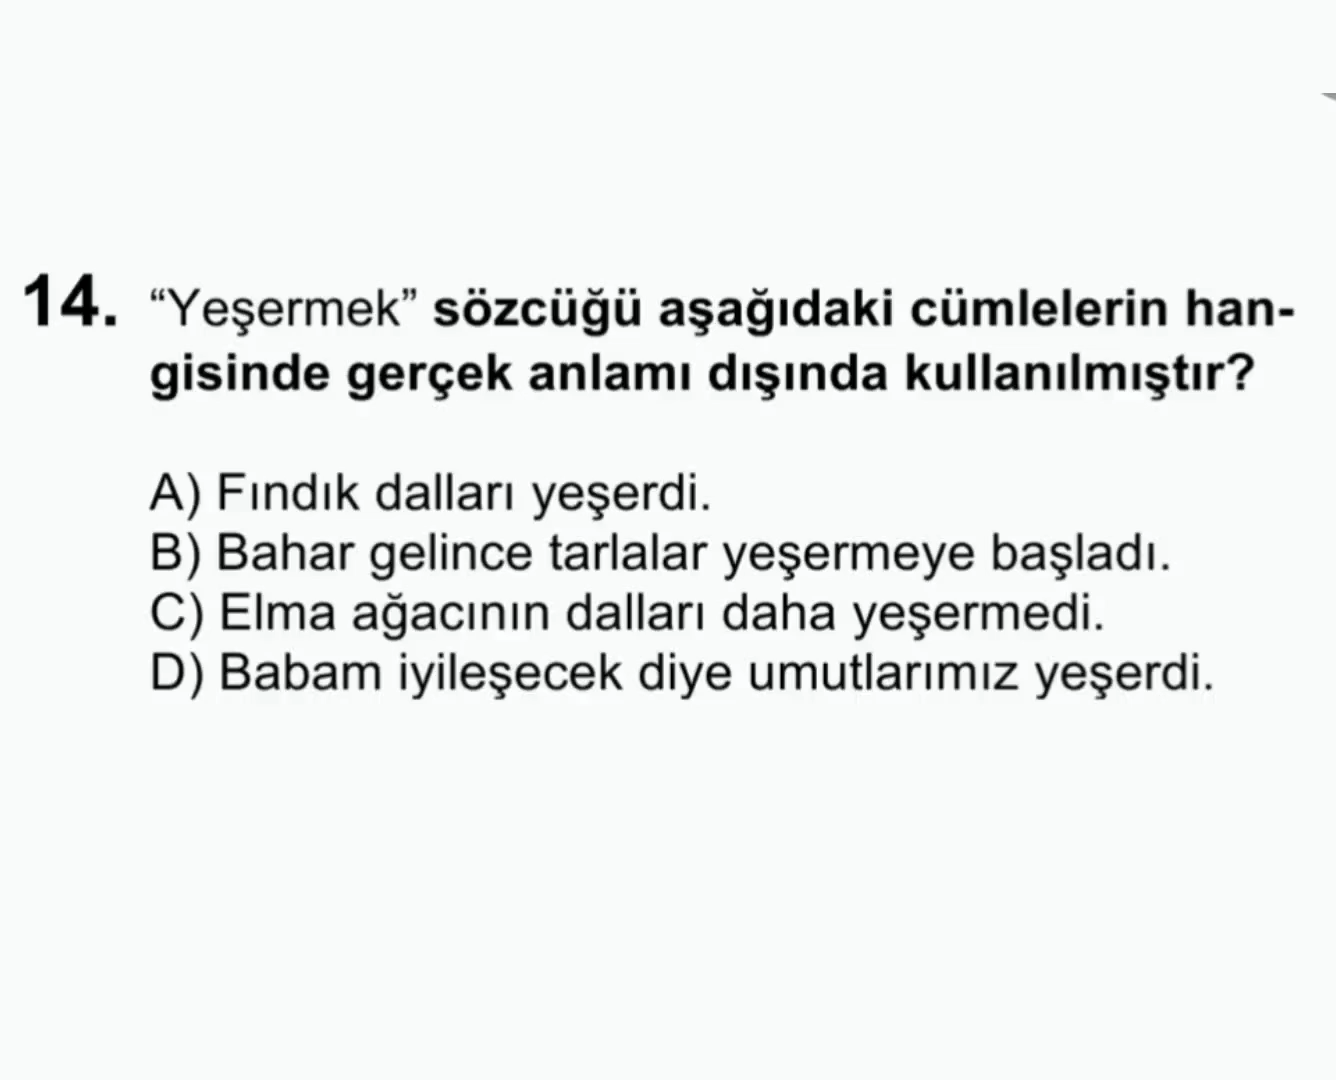 14. “Yeşermek” sözcüğü aşağıdaki cümlelerin han-
gisinde gerçek anlamı dışında kullanılmıştır?
A) Fındık dalları yeşerdi.
B) Bahar gelince tarlalar yeşermeye başladı.
C) Elma ağacının dalları daha yeşermedi.
D) Babam iyileşecek diye umutlarımız yeşerdi.